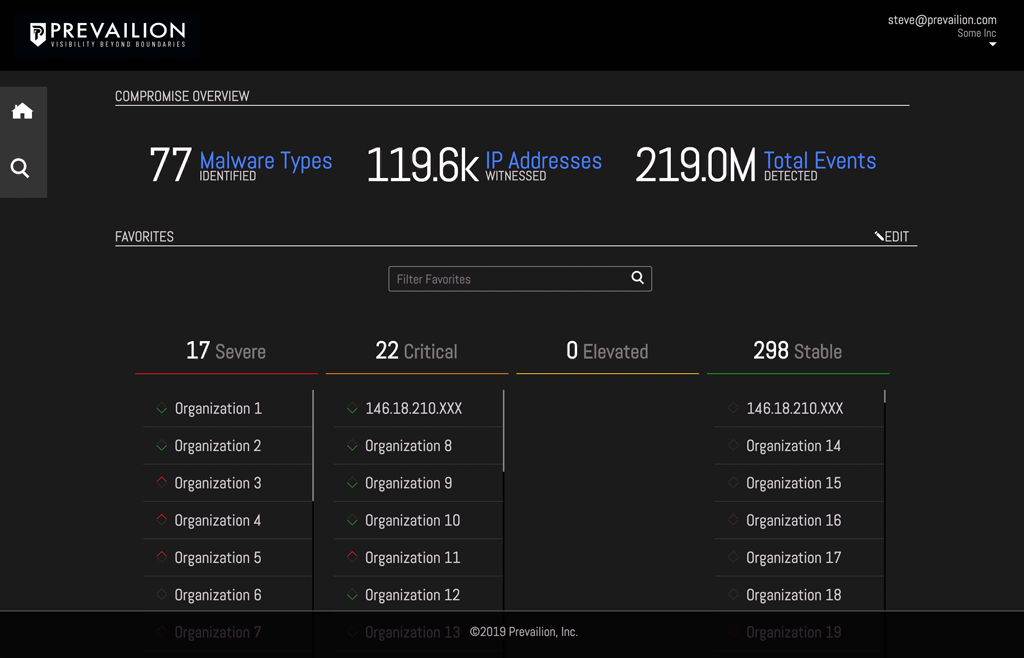 PREVAILION
VISIBILITY BEYOND BOUNDARIES
steve@prevailion.com
Some Inc
COMPROMISE OVERVIEW
77 Malware Types IDENTIFIED
119.6k IP Addresses WITNESSED
219.0M Total Events DETECTED
FAVORITES
EDIT
Filter Favorites
17 Severe
22 Critical
0 Elevated
298 Stable
Organization 1
Organization 2
Organization 3
Organization 4
Organization 5
Organization 6
Organization 7
146.18.210.XXX
Organization 8
Organization 9
Organization 10
Organization 11
Organization 12
Organization 13
146.18.210.XXX
Organization 14
Organization 15
Organization 16
Organization 17
Organization 18
Organization 19
©2019 Prevailion, Inc.